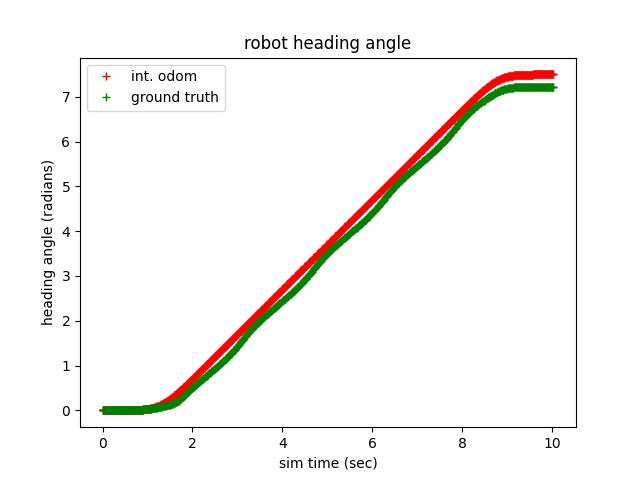 robot heading angle
int. odom
ground truth
heading angle (radians)
7
6
5
4
3
2
1
0
0 2 4 6 8 10
sim time (sec)